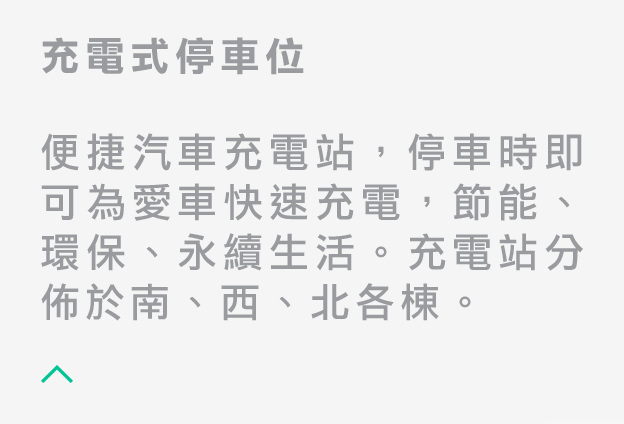 充電式停車位
便捷汽車充電站，停車時即
可為愛車快速充電，節能、
環保、永續生活。充電站分
佈於南、西、北各棟。